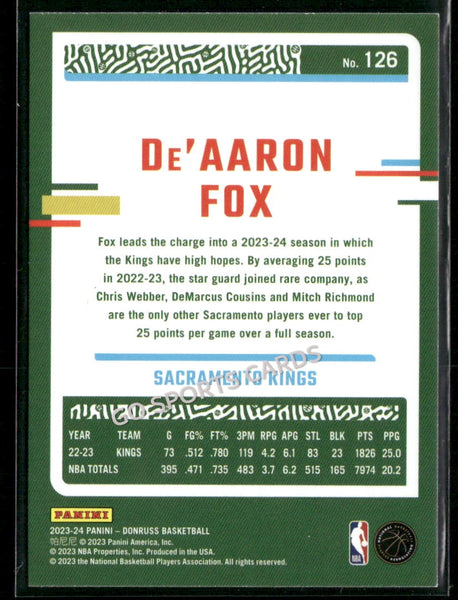 No. 126
DE'AARON
FOX
Fox leads the charge into a 2023-24 season in which
the Kings have high hopes. By averaging 25 points
in 2022-23, the star guard joined rare company, as
Chris Webber, DeMarcus Cousins and Mitch Richmond
are the only other Sacramento players ever to top
25 points per game over a full season.
GO SPORTS CARDS
SACRAMENTO KINGS
YEAR TEAM G FG% FT% 3PM RPG APG STL BLK PTS PPG
22-23 KINGS 73 .512 .780 119 4.2 6.1 83 23 1826 25.0
NBA TOTALS 395 .471 .735 483 3.7 6.2 515 165 7974 20.2
PANINI
2023-24 PANINI – DONRUSS BASKETBALL
帕尼尼 © 2023 Panini America, Inc.
© 2023 NBA Properties, Inc. Produced in the USA.
© 2023 the National Basketball Players Association. All rights reserved.
NBA